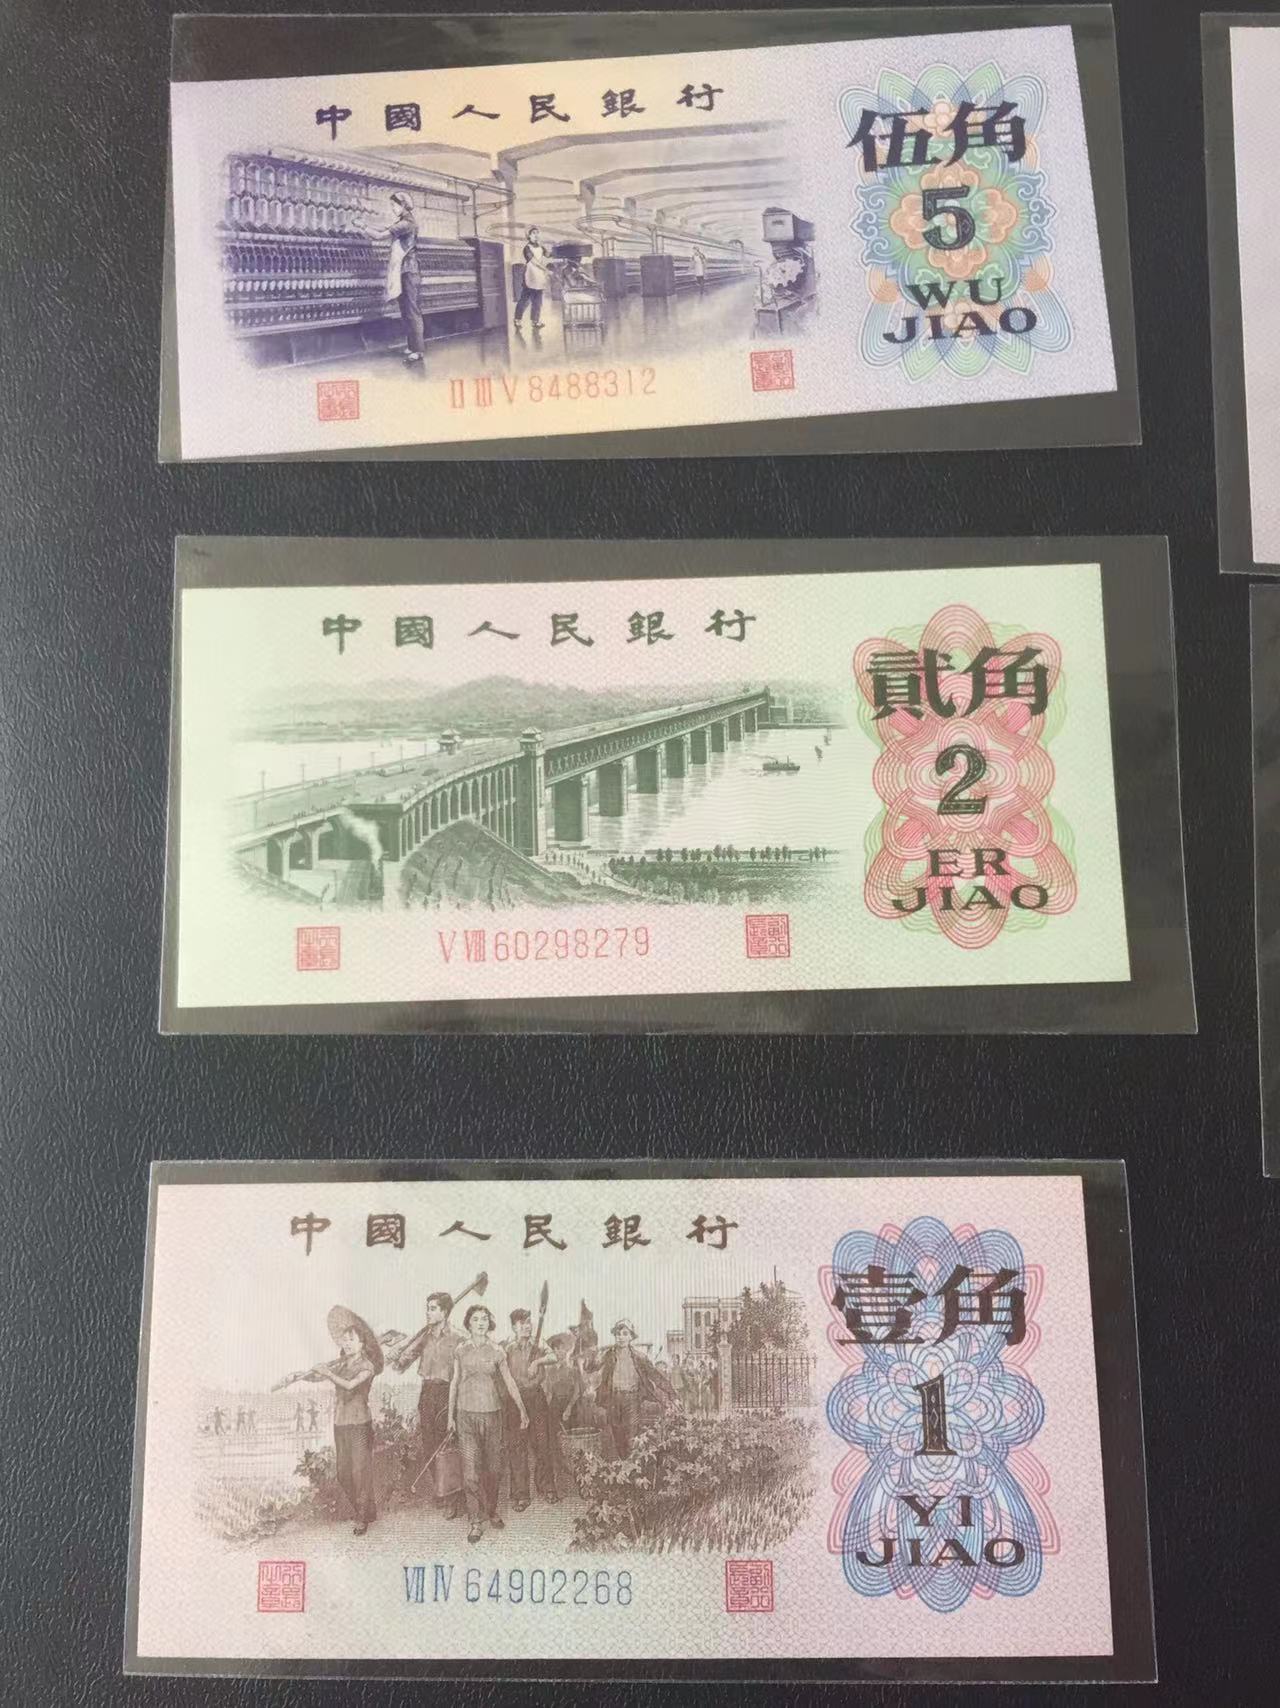 中國人民銀行
伍角
5
WU
JIAO
II III V 8488312
中國人民銀行
貳角
2
ER
JIAO
V VIII 60298279
中國人民銀行
壹角
1
YI
JIAO
VII IV 64902268